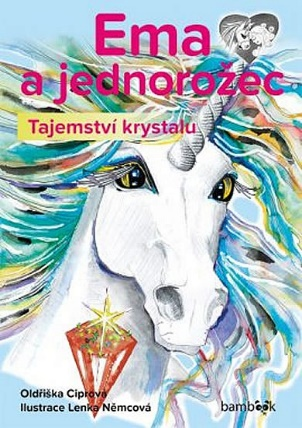 Ema
a jednorožec
Tajemství krystalu
Oldřiška Ciprová
Ilustrace Lenka Němcová
bambook